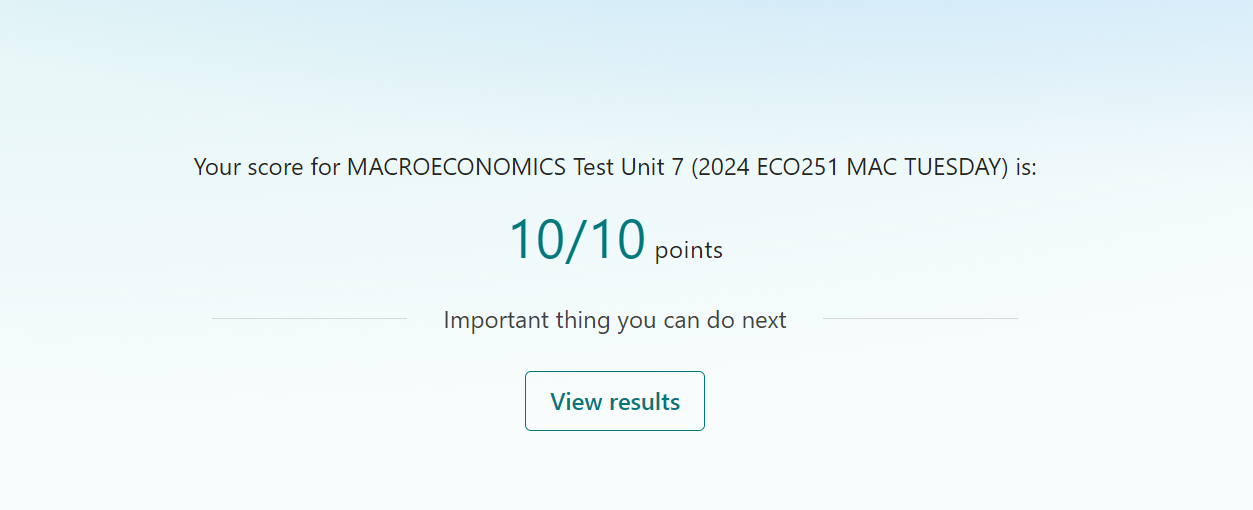 Your score for MACROECONOMICS Test Unit 7 (2024 ECO251 MAC TUESDAY) is:
10/10 points
Important thing you can do next
View results